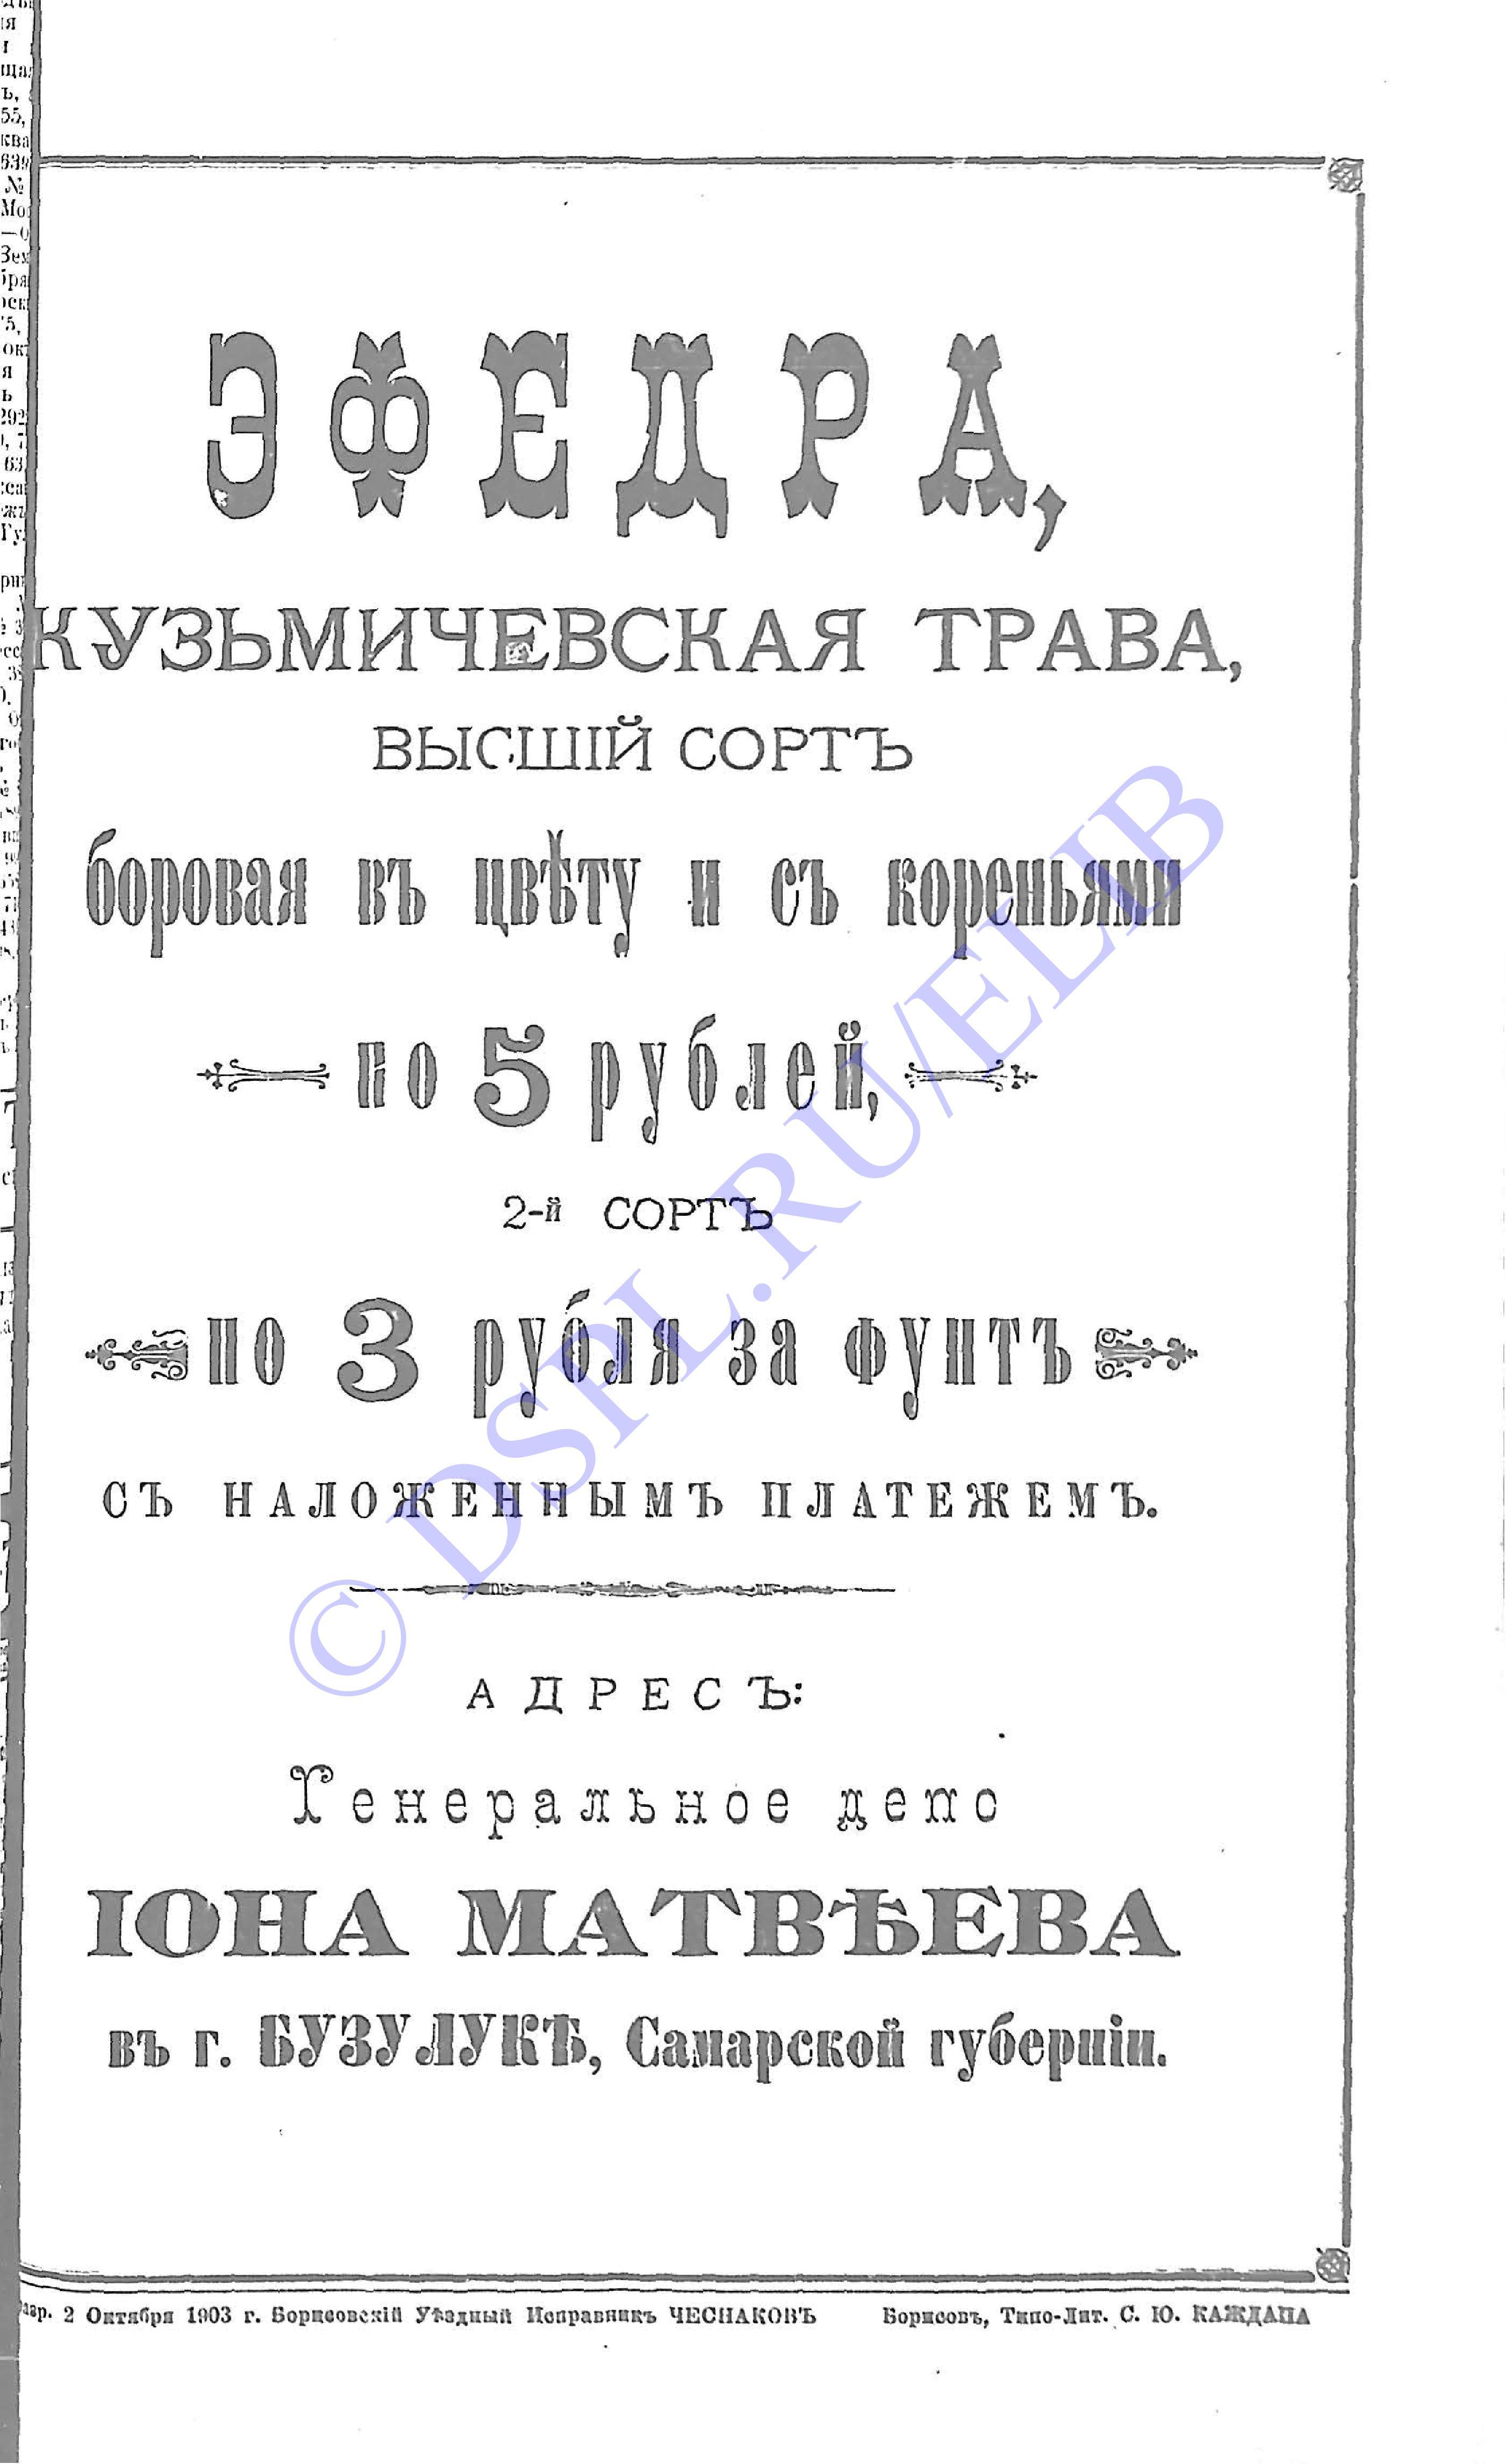 ЭФЕДРА,
КУЗЬМИЧЕВСКАЯ ТРАВА,
ВЫСШІЙ СОРТЪ
боровая въ цвѣту и съ кореньями
по 5 рублей,
2-й СОРТЪ
по 3 рубля за фунтъ
СЪ НАЛОЖЕННЫМЪ ПЛАТЕЖЕМЪ.
АДРЕСЪ:
Генеральное депо
ІОНА МАТВѢЕВА
въ г. БУЗУЛУКѢ, Самарской губерніи.
2 Октября 1903 г. Борисовскій Уѣздный Исправникъ ЧЕСНАКОВЪ
Борисовъ, Типо-Лит. С. Ю. КАЖДАНА
© DSPL.RU/ELIB